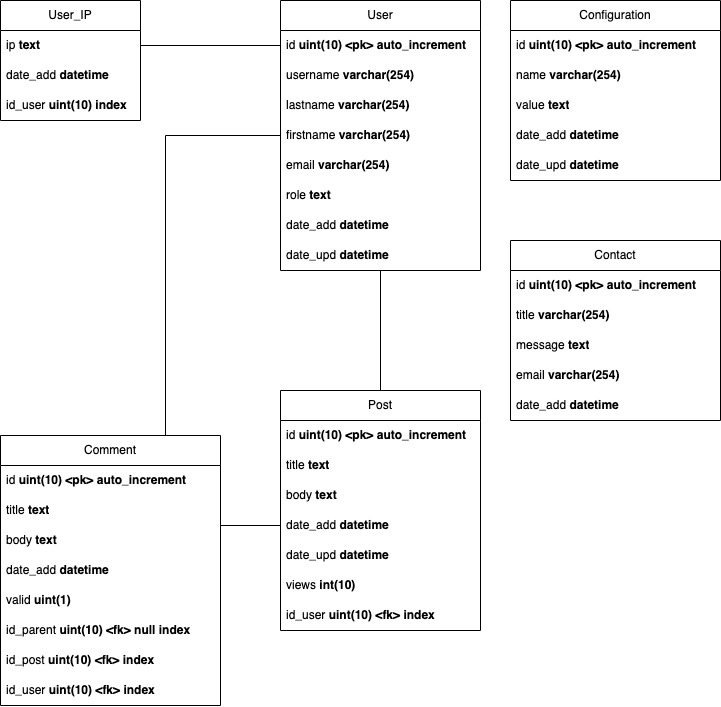 User_IP
ip text
date_add datetime
id_user uint(10) index
User
id uint(10) <pk> auto_increment
username varchar(254)
lastname varchar(254)
firstname varchar(254)
email varchar(254)
role text
date_add datetime
date_upd datetime
Configuration
id uint(10) <pk> auto_increment
name varchar(254)
value text
date_add datetime
date_upd datetime
Contact
id uint(10) <pk> auto_increment
title varchar(254)
message text
email varchar(254)
date_add datetime
Comment
id uint(10) <pk> auto_increment
title text
body text
date_add datetime
valid uint(1)
id_parent uint(10) <fk> null index
id_post uint(10) <fk> index
id_user uint(10) <fk> index
Post
id uint(10) <pk> auto_increment
title text
body text
date_add datetime
date_upd datetime
views int(10)
id_user uint(10) <fk> index